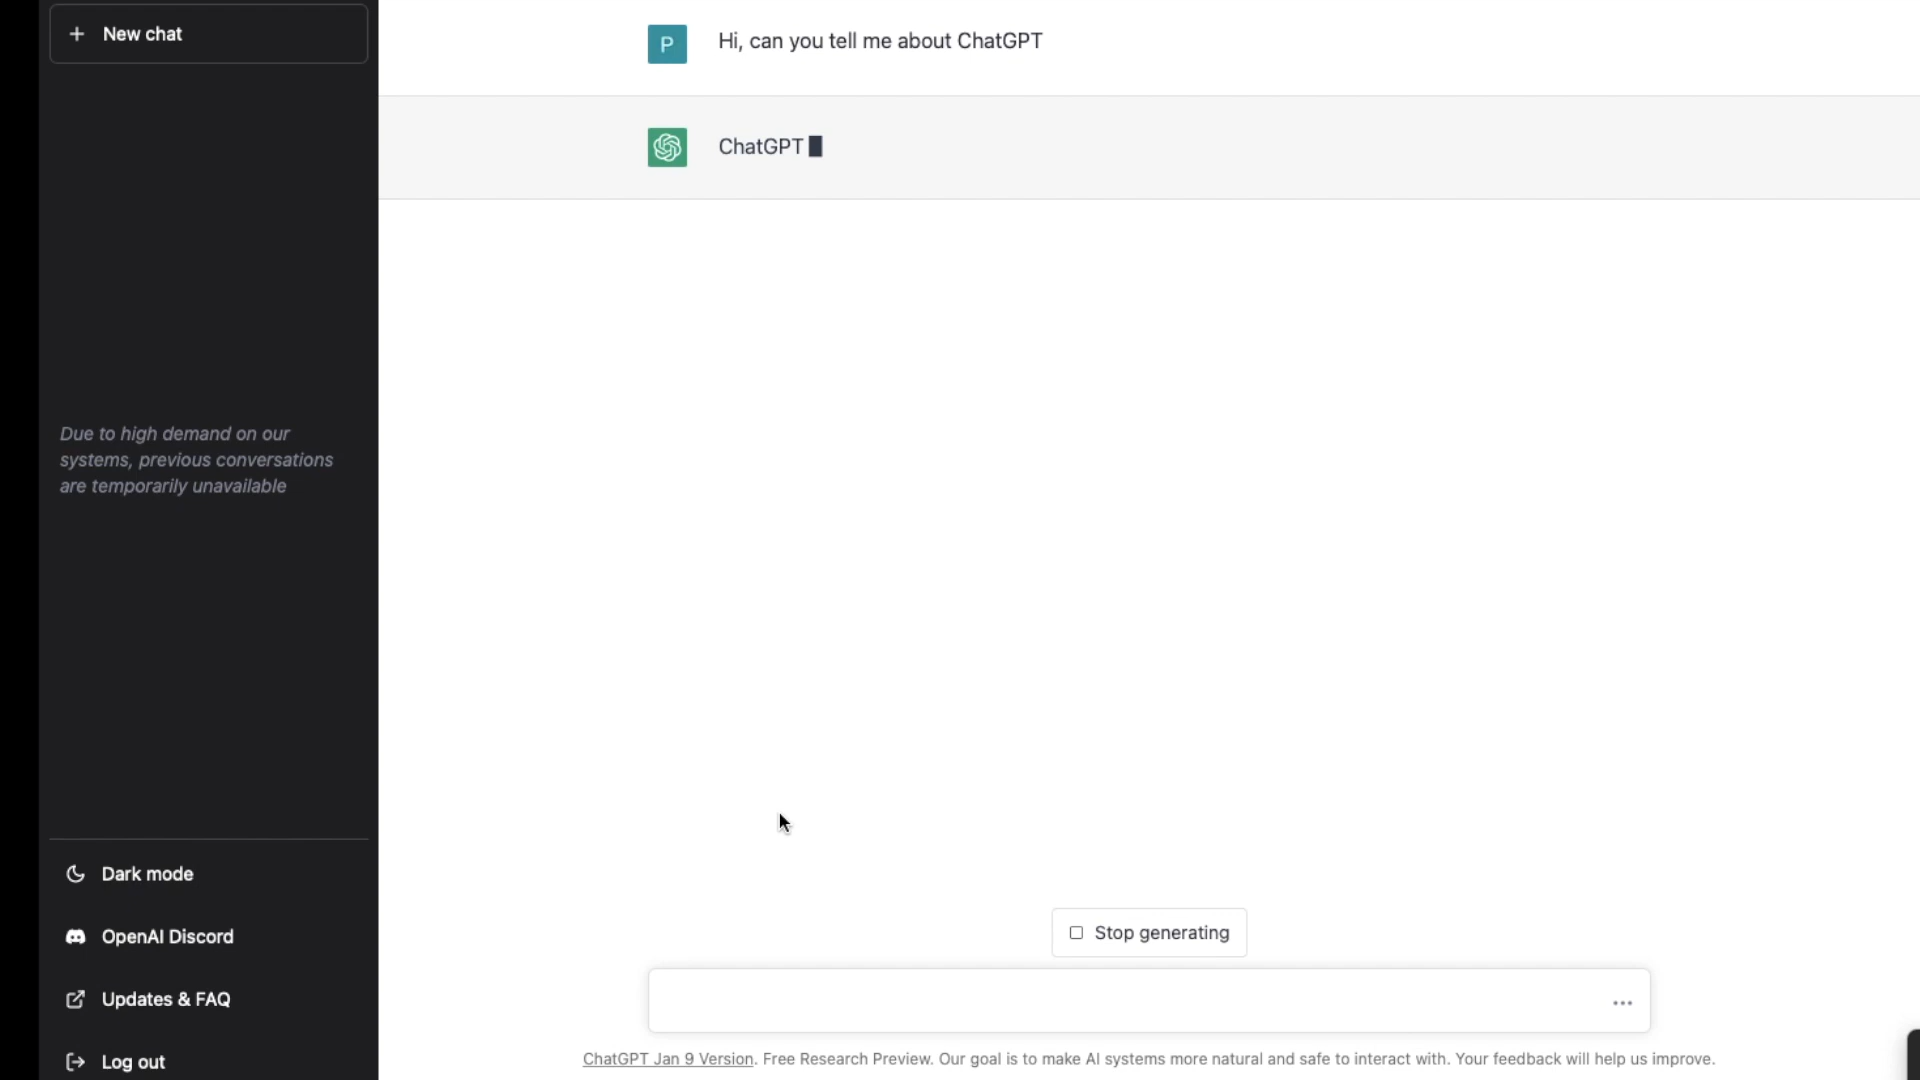 New chat
Due to high demand on our
systems, previous conversations
are temporarily unavailable
Dark mode
OpenAI Discord
Updates & FAQ
Log out
P
Hi, can you tell me about ChatGPT
ChatGPT
Stop generating
ChatGPT Jan 9 Version. Free Research Preview. Our goal is to make AI systems more natural and safe to interact with. Your feedback will help us improve.